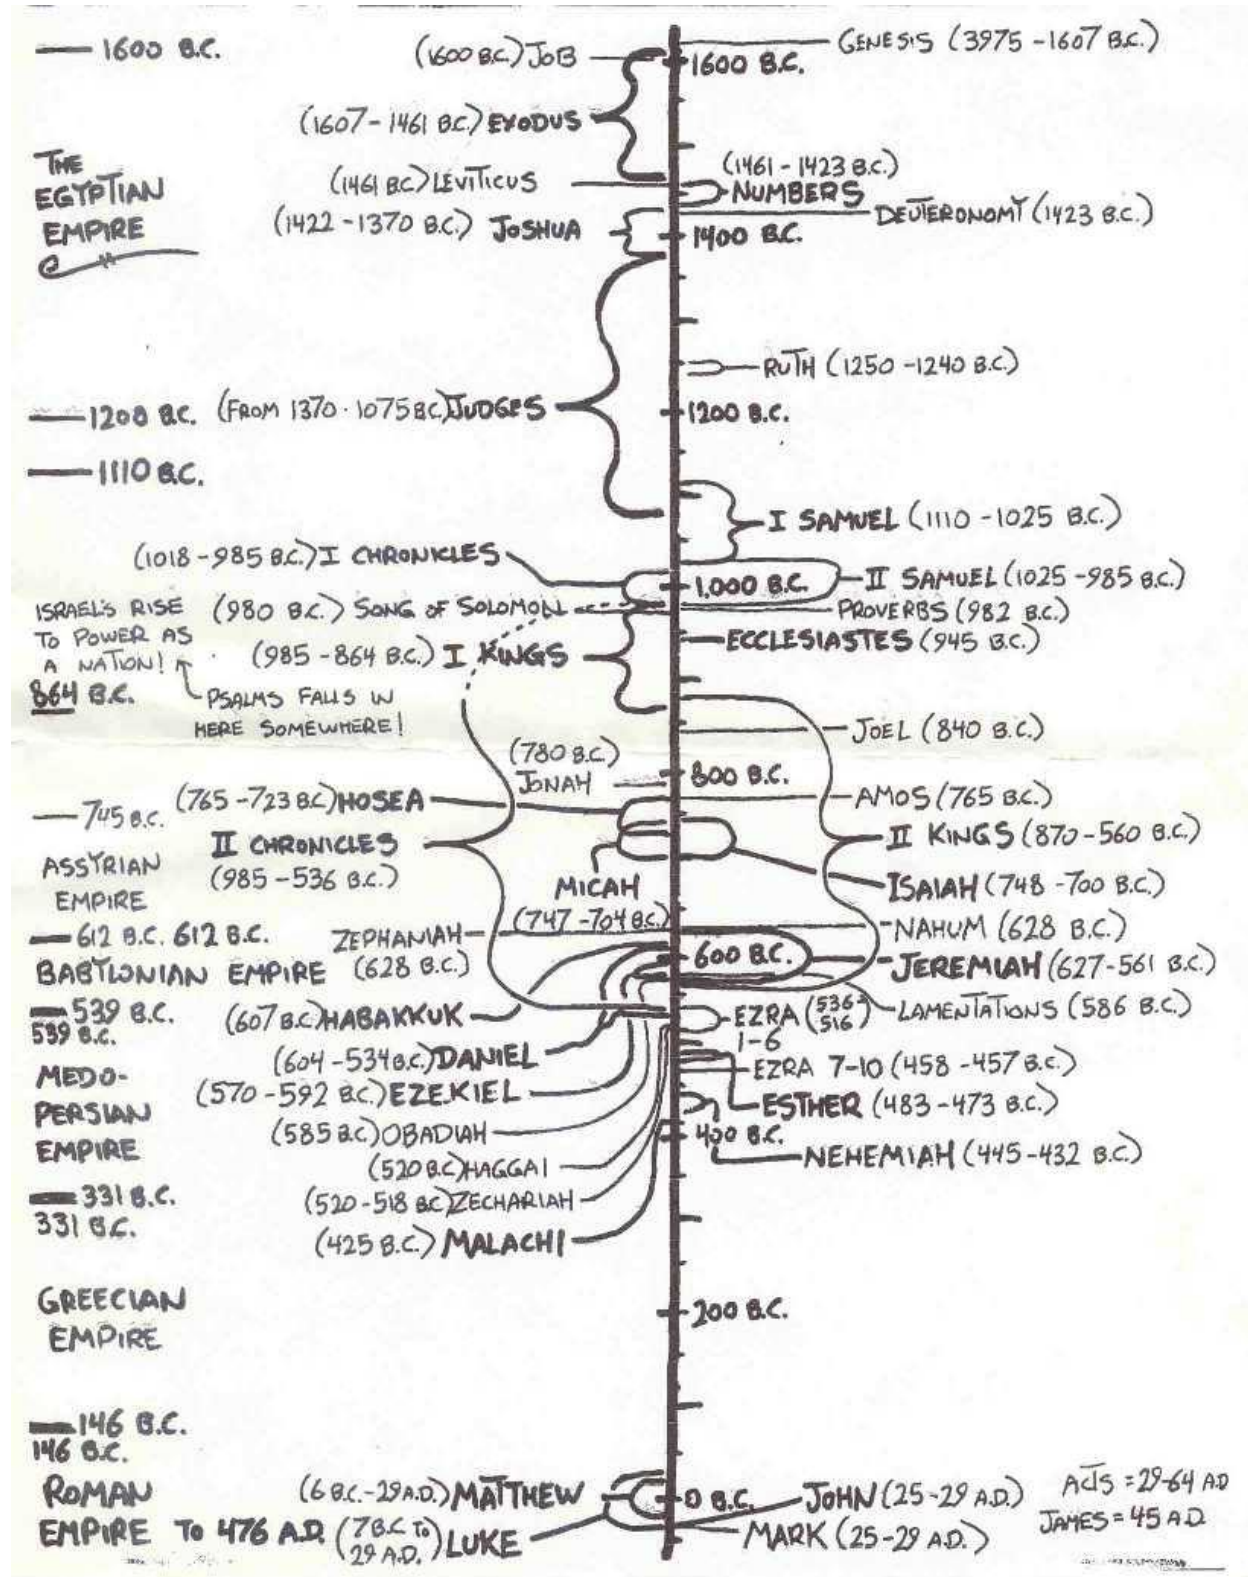 1600 B.C.
(1600 B.C.) JOB
GENESIS (3975 - 1607 B.C.)
1600 B.C.
(1607 - 1461 B.C.) EXODUS
THE
EGYPTIAN
EMPIRE
(1461 B.C.) LEVITICUS
(1461 - 1423 B.C.)
NUMBERS
DEUTERONOMY (1423 B.C.)
(1422 - 1370 B.C.) JOSHUA
1400 B.C.
RUTH (1250 - 1240 B.C.)
1200 B.C.
(FROM 1370 - 1075 B.C.) JUDGES
1200 B.C.
1110 B.C.
I SAMUEL (1110 - 1025 B.C.)
(1018 - 985 B.C.) I CHRONICLES
1,000 B.C.
II SAMUEL (1025 - 985 B.C.)
ISRAEL'S RISE
TO POWER AS
A NATION!
864 B.C.
(980 B.C.) SONG OF SOLOMON
PROVERBS (982 B.C.)
ECCLESIASTES (945 B.C.)
(985 - 864 B.C.) I KINGS
PSALMS FALLS IN
HERE SOMEWHERE!
JOEL (840 B.C.)
(780 B.C.)
JONAH
800 B.C.
(765 - 723 B.C.) HOSEA
AMOS (765 B.C.)
745 B.C.
II CHRONICLES
(985 - 536 B.C.)
II KINGS (870 - 560 B.C.)
ASSYRIAN
EMPIRE
MICAH
(747 - 704 B.C.)
ISAIAH (748 - 700 B.C.)
612 B.C. 612 B.C.
ZEPHANIAH
(628 B.C.)
NAHUM (628 B.C.)
600 B.C.
JEREMIAH (627 - 561 B.C.)
BABYLONIAN EMPIRE
539 B.C.
539 B.C.
(607 B.C.) HABAKKUK
EZRA (536-516)
1-6
LAMENTATIONS (586 B.C.)
(604 - 534 B.C.) DANIEL
EZRA 7-10 (458 - 457 B.C.)
MEDO-
PERSIAN
EMPIRE
(570 - 592 B.C.) EZEKIEL
ESTHER (483 - 473 B.C.)
(585 B.C.) OBADIAH
400 B.C.
NEHEMIAH (445 - 432 B.C.)
(520 B.C.) HAGGAI
(520 - 518 B.C.) ZECHARIAH
331 B.C.
331 B.C.
(425 B.C.) MALACHI
GREECIAN
EMPIRE
200 B.C.
146 B.C.
146 B.C.
ROMAN
EMPIRE TO 476 A.D.
(6 B.C. - 29 A.D.) MATTHEW
0 B.C.
JOHN (25 - 29 A.D.)
ACTS = 29-64 A.D
JAMES = 45 A.D.
(7 B.C. TO
29 A.D.) LUKE
MARK (25 - 29 A.D.)